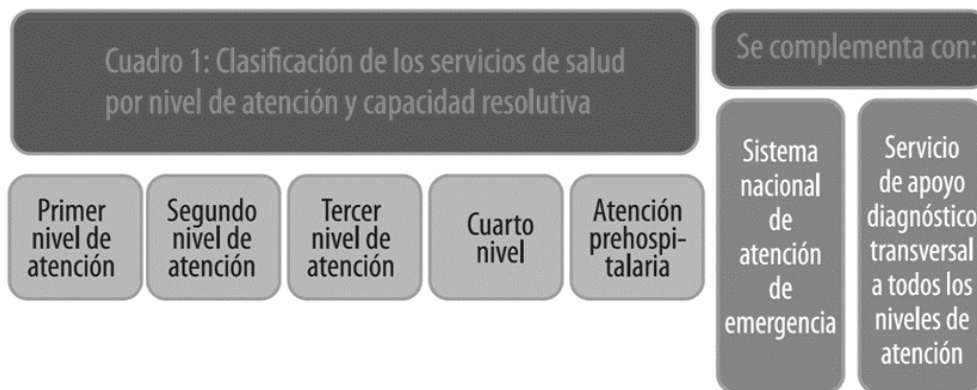 Cuadro 1: Clasificación de los servicios de salud
por nivel de atención y capacidad resolutiva
Se complementa con:
Primer
nivel de
atención
Segundo
nivel de
atención
Tercer
nivel de
atención
Cuarto
nivel
Atención
prehospi-
talaria
Sistema
nacional
de
atención
de
emergencia
Servicio
de apoyo
diagnóstico
transversal
a todos los
niveles de
atención